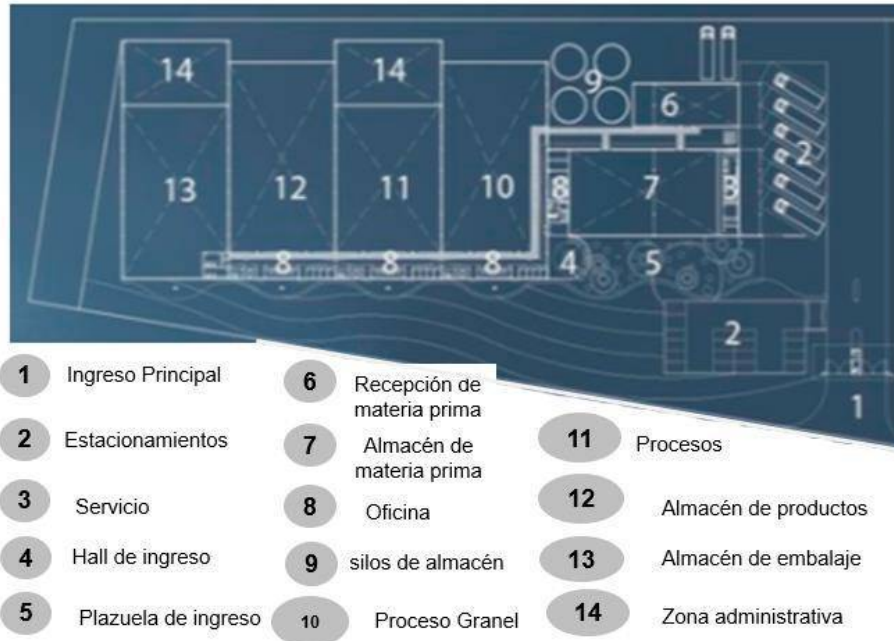 14
14
9
6
2
13
12
11
10
8
7
3
8
8
8
4
5
2
1
1 Ingreso Principal
2 Estacionamientos
3 Servicio
4 Hall de ingreso
5 Plazuela de ingreso
6 Recepción de
materia prima
7 Almacén de
materia prima
8 Oficina
9 silos de almacén
10 Proceso Granel
11 Procesos
12 Almacén de productos
13 Almacén de embalaje
14 Zona administrativa